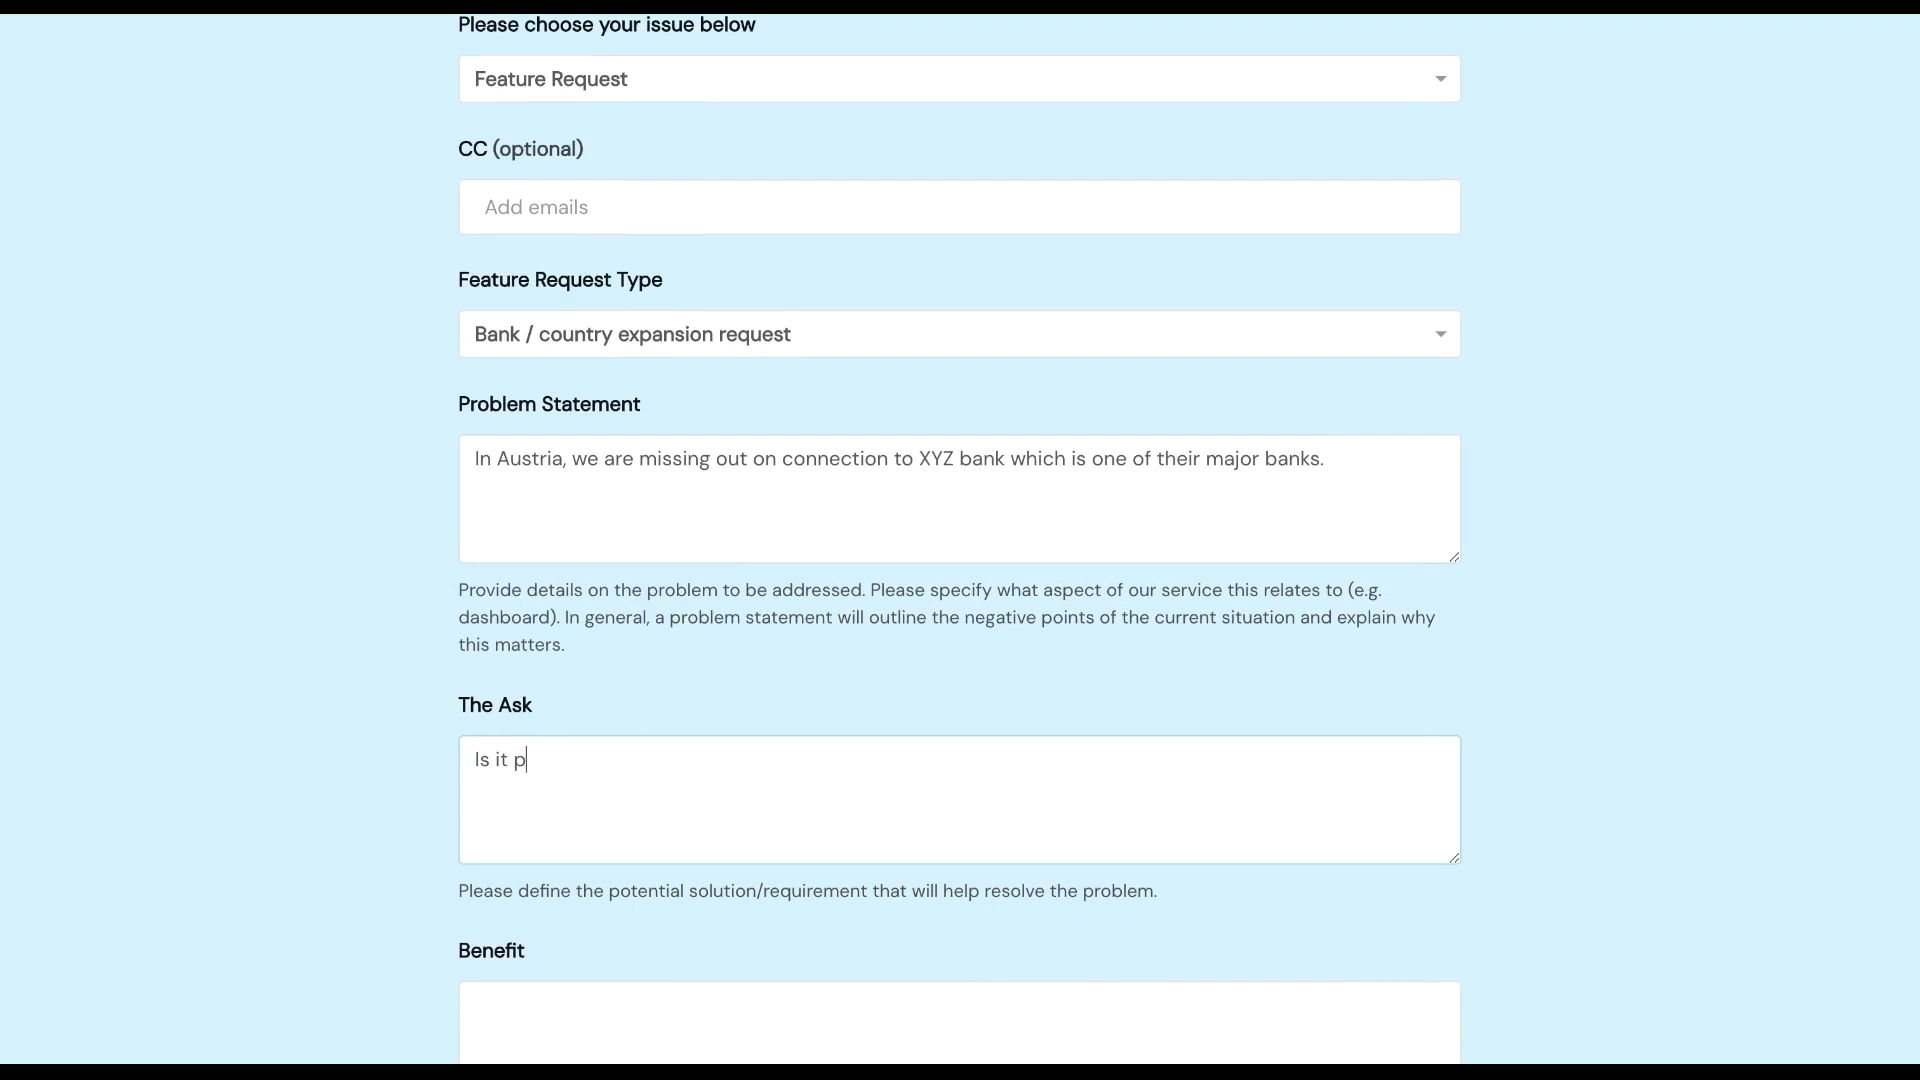 Please choose your issue below
Feature Request
CC (optional)
Add emails
Feature Request Type
Bank / country expansion request
Problem Statement
In Austria, we are missing out on connection to XYZ bank which is one of their major banks.
Provide details on the problem to be addressed. Please specify what aspect of our service this relates to (e.g.
dashboard). In general, a problem statement will outline the negative points of the current situation and explain why
this matters.
The Ask
Is it p
Please define the potential solution/requirement that will help resolve the problem.
Benefit